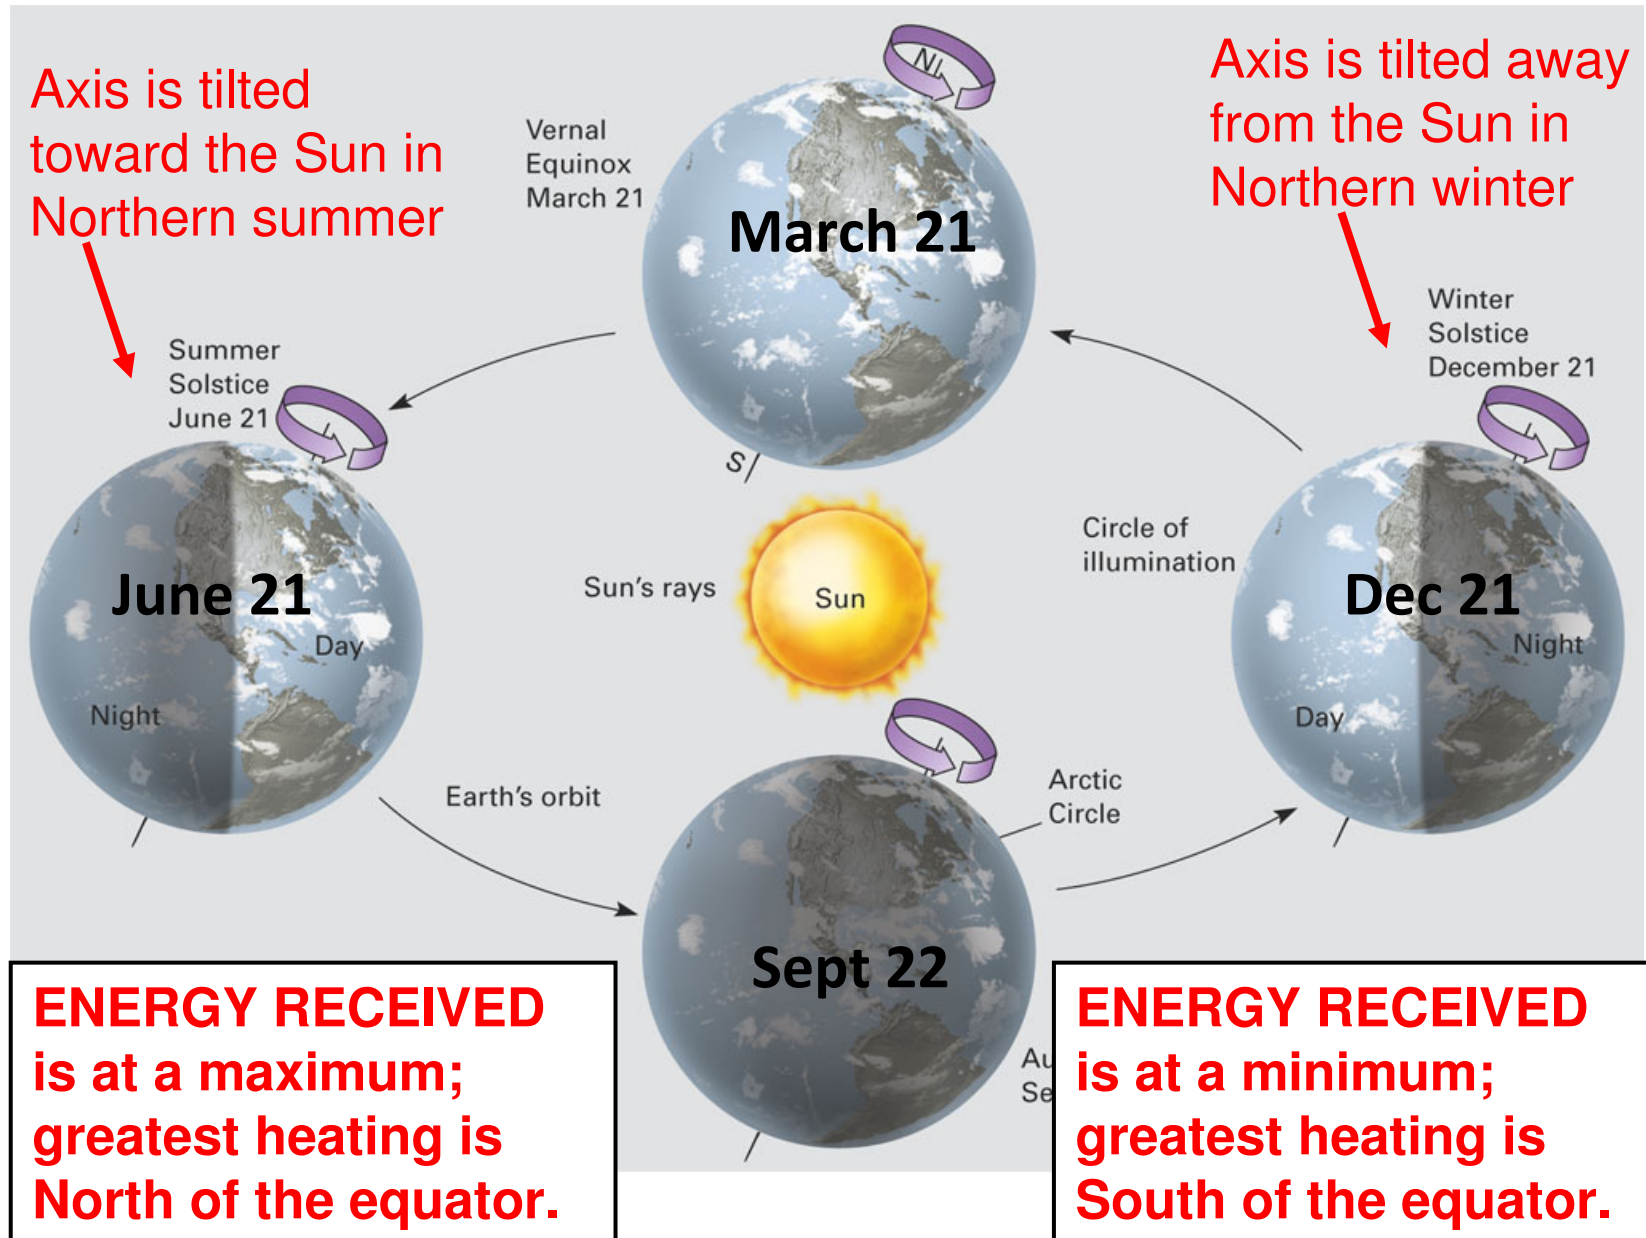 Axis is tilted
toward the Sun in
Northern summer
Vernal
Equinox
March 21
N
March 21
Axis is tilted away
from the Sun in
Northern winter
Summer
Solstice
June 21
Winter
Solstice
December 21
S
June 21
Day
Night
Sun's rays
Sun
Circle of
illumination
Dec 21
Night
Day
Earth's orbit
Arctic
Circle
Sept 22
Au
Se
ENERGY RECEIVED
is at a maximum;
greatest heating is
North of the equator.
ENERGY RECEIVED
is at a minimum;
greatest heating is
South of the equator.